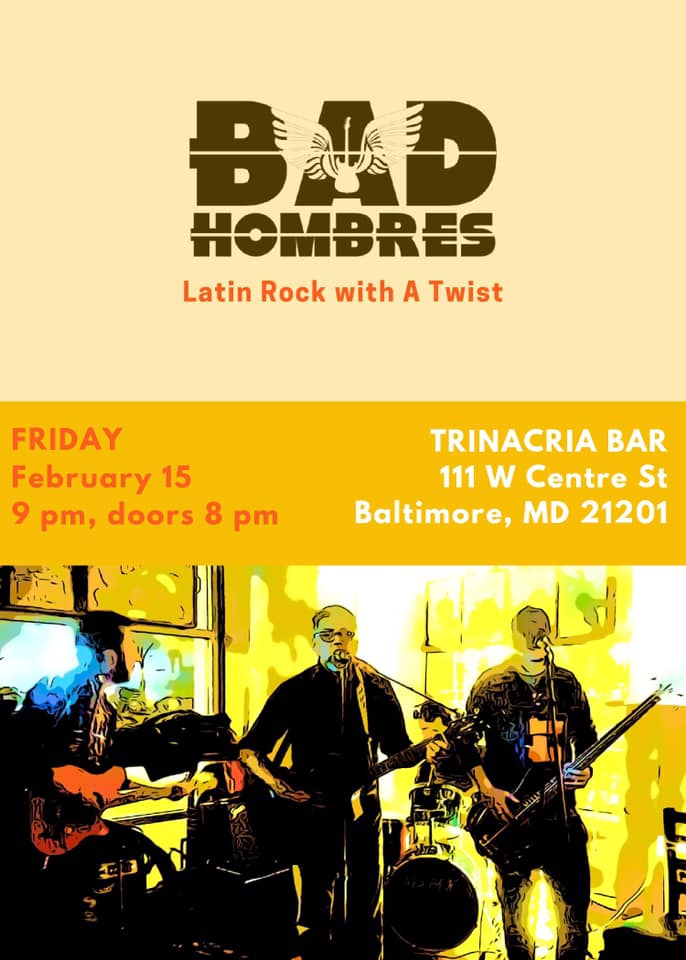 BAD
HOMBRES
Latin Rock with A Twist
FRIDAY
February 15
9 pm, doors 8 pm
TRINACRIA BAR
111 W Centre St
Baltimore, MD 21201